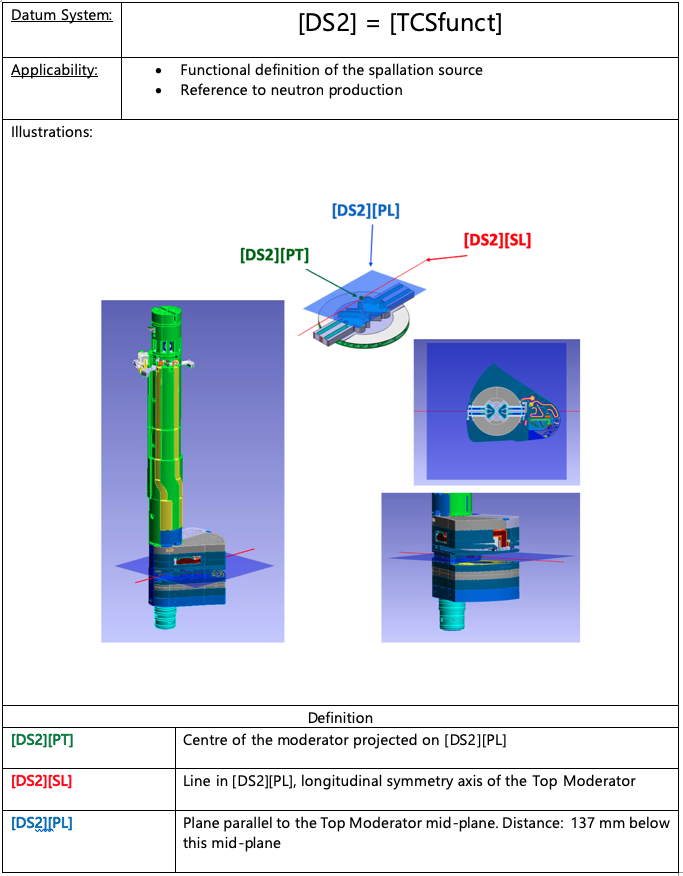 Datum System:
[DS2] = [TCSfunct]
Applicability:
• Functional definition of the spallation source
• Reference to neutron production
Illustrations:
[DS2][PL]
[DS2][SL]
[DS2][PT]
Definition
[DS2][PT]
Centre of the moderator projected on [DS2][PL]
[DS2][SL]
Line in [DS2][PL], longitudinal symmetry axis of the Top Moderator
[DS2][PL]
Plane parallel to the Top Moderator mid-plane. Distance: 137 mm below
this mid-plane